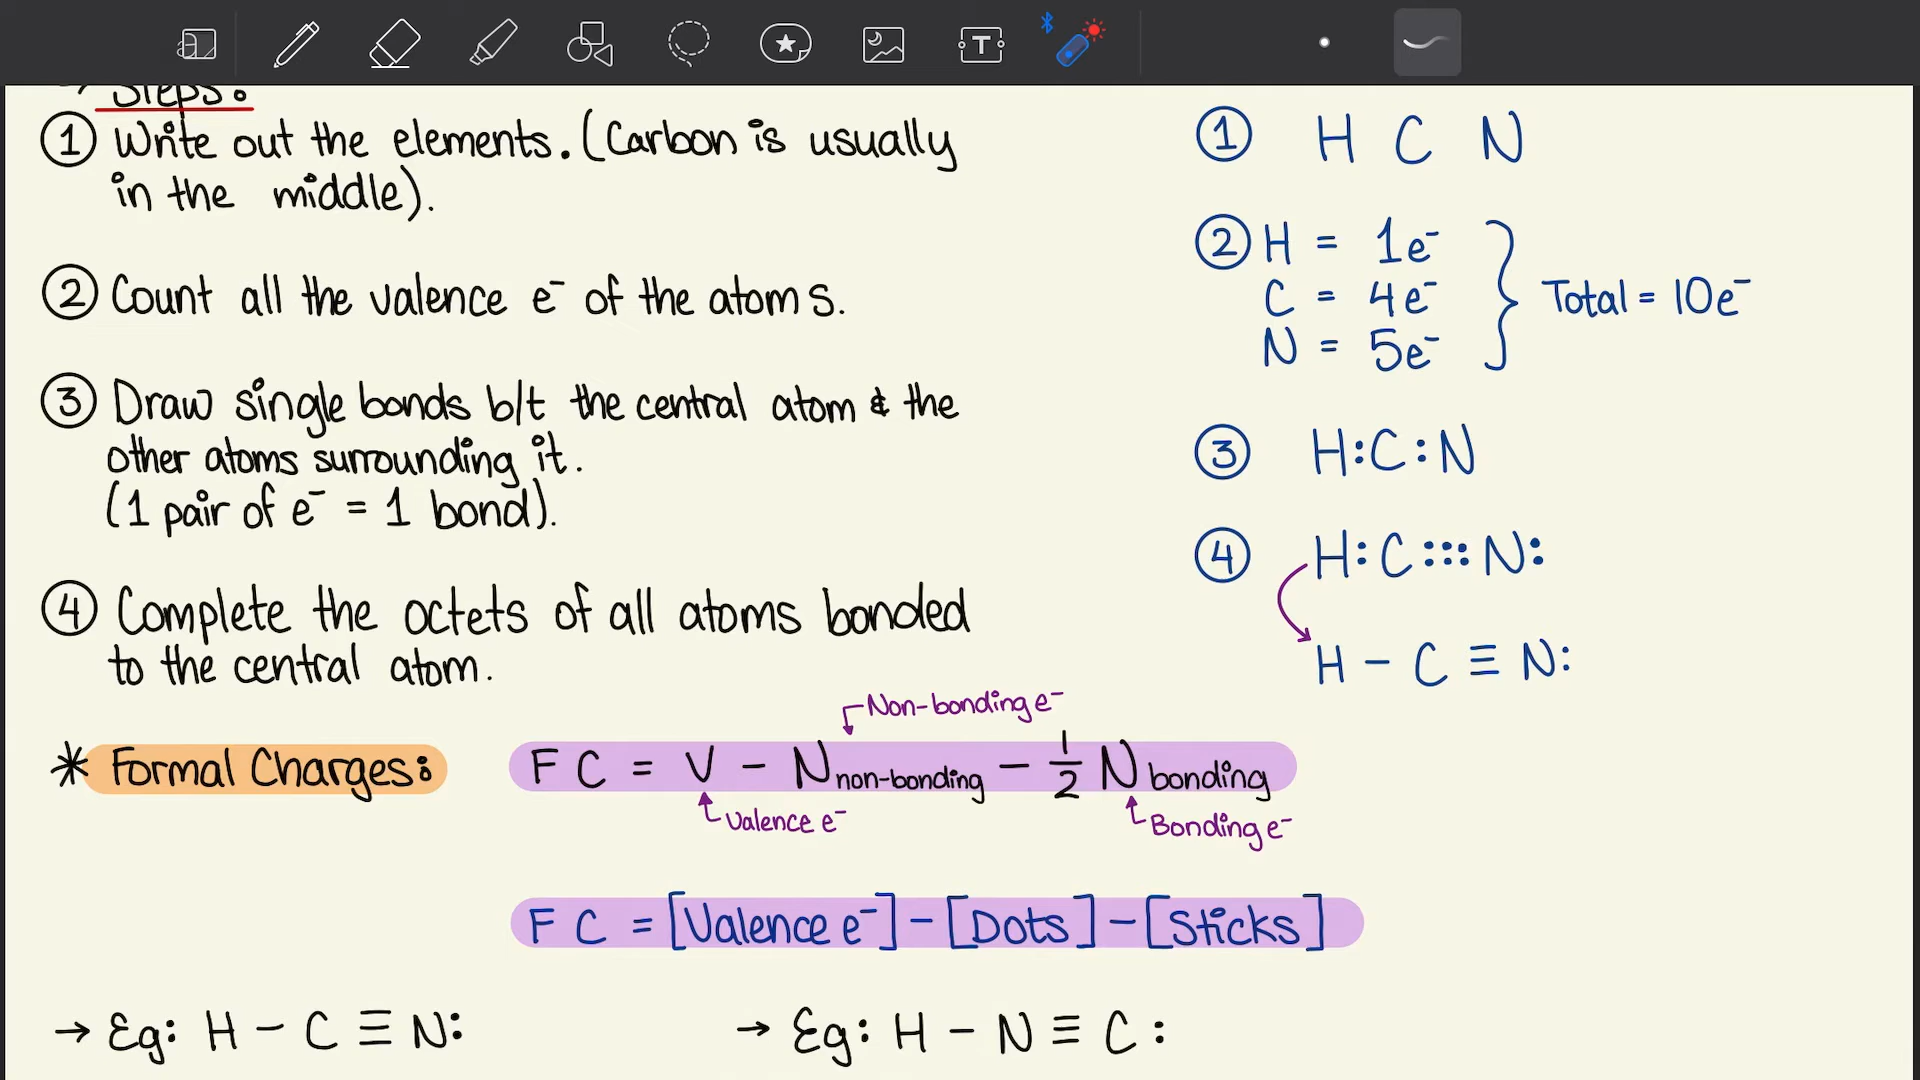 Steps:
① Write out the elements. (Carbon is usually
in the middle).
② Count all the valence e⁻ of the atoms.
③ Draw single bonds b/t the central atom & the
other atoms surrounding it.
(1 pair of e⁻ = 1 bond).
④ Complete the octets of all atoms bonded
to the central atom.
① H C N
② H = 1e⁻
C = 4e⁻
N = 5e⁻
Total = 10e⁻
③ H:C:N
④ H:C:::N:
H – C ≡ N:
* Formal Charges:
Non-bonding e⁻
FC = V – N non-bonding – ½ N bonding
Valence e⁻
Bonding e⁻
FC = [Valence e⁻] – [Dots] – [Sticks]
→ Eg: H – C ≡ N:
→ Eg: H – N ≡ C: